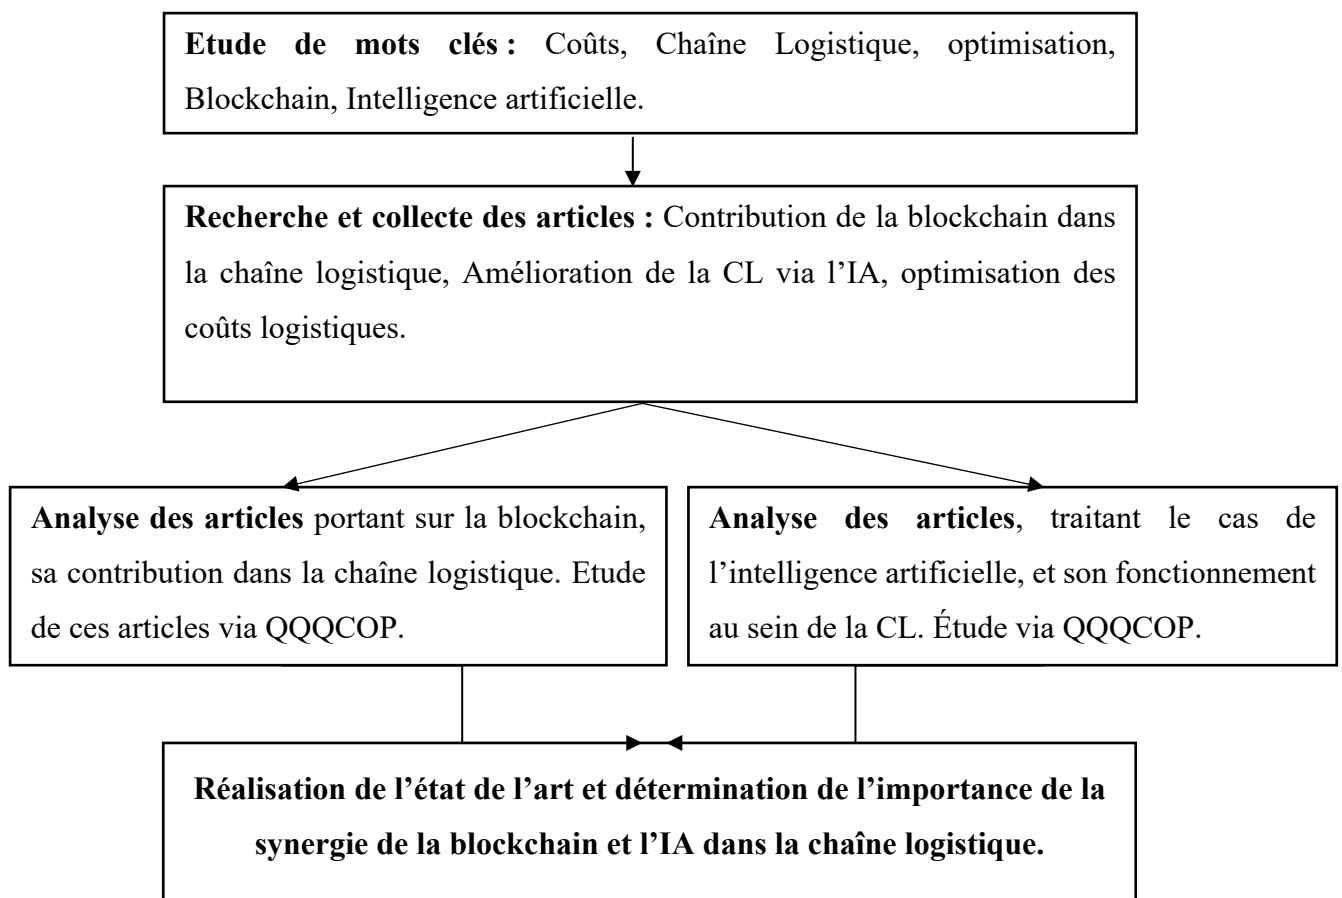 Etude de mots clés : Coûts, Chaîne Logistique, optimisation,
Blockchain, Intelligence artificielle.
Recherche et collecte des articles : Contribution de la blockchain dans
la chaîne logistique, Amélioration de la CL via l’IA, optimisation des
coûts logistiques.
Analyse des articles portant sur la blockchain,
sa contribution dans la chaîne logistique. Etude
de ces articles via QQQCOP.
Analyse des articles, traitant le cas de
l’intelligence artificielle, et son fonctionnement
au sein de la CL. Étude via QQQCOP.
Réalisation de l’état de l’art et détermination de l’importance de la
synergie de la blockchain et l’IA dans la chaîne logistique.